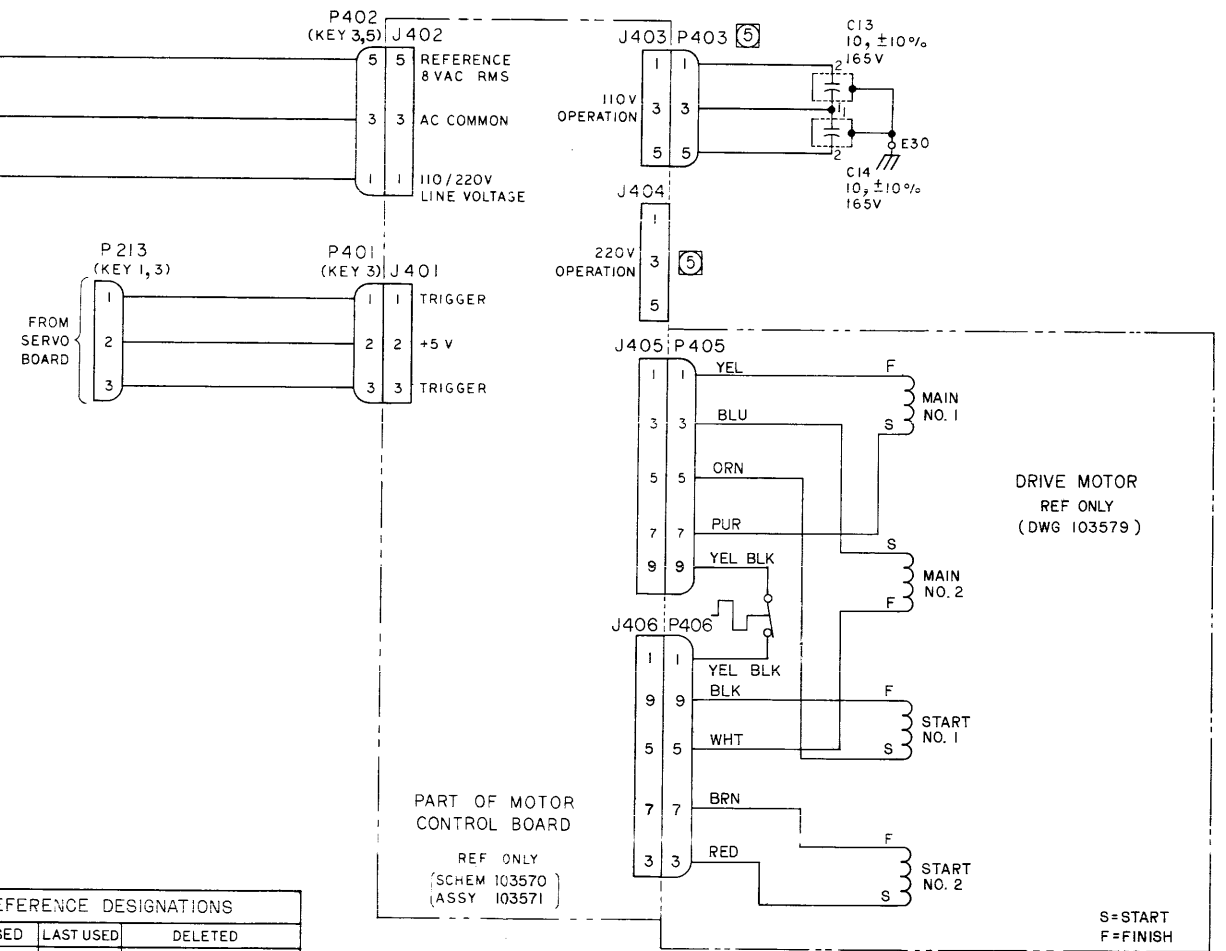 P402
(KEY 3,5)
J402
5 5 REFERENCE
8 VAC RMS
3 3 AC COMMON
1 1 110/220V
LINE VOLTAGE
J403 P403 5
1 1
110V
OPERATION
3 3
5 5
C13
10, ±10%
165V
2
1
1
2
E30
C14
10, ±10%
165V
J404
1
220V
OPERATION
3
5
5
P213
(KEY 1,3)
FROM
SERVO
BOARD
1
2
3
P401
(KEY 3)
J401
1 1 TRIGGER
2 2 +5 V
3 3 TRIGGER
J405 P405
1 1 YEL
3 3 BLU
5 5 ORN
7 7 PUR
9 9 YEL BLK
F
MAIN
NO. 1
S
S
MAIN
NO. 2
F
DRIVE MOTOR
REF ONLY
(DWG 103579)
J406 P406
1 1 YEL BLK
9 9 BLK
5 5 WHT
7 7 BRN
3 3 RED
F
START
NO. 1
S
F
START
NO. 2
S
PART OF MOTOR
CONTROL BOARD
REF ONLY
(SCHEM 103570)
(ASSY 103571)
S=START
F=FINISH
EFERENCE DESIGNATIONS
SED LAST USED DELETED